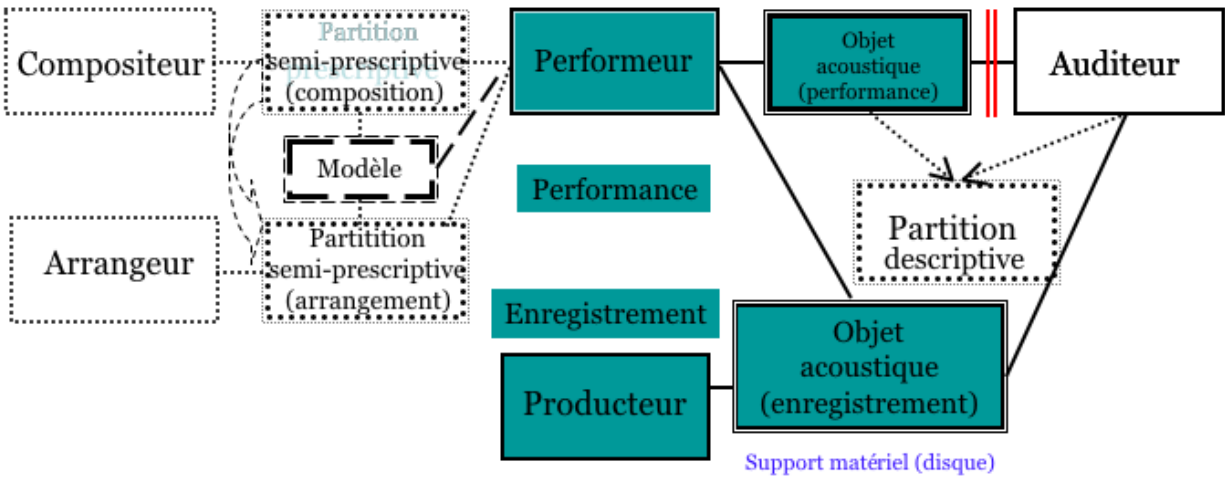 Compositeur
Partition
prescriptive
semi-prescriptive
(composition)
Performeur
Objet
acoustique
(performance)
Auditeur
Modèle
Performance
Arrangeur
Partitition
semi-prescriptive
(arrangement)
Partition
descriptive
Enregistrement
Producteur
Objet
acoustique
(enregistrement)
Support matériel (disque)